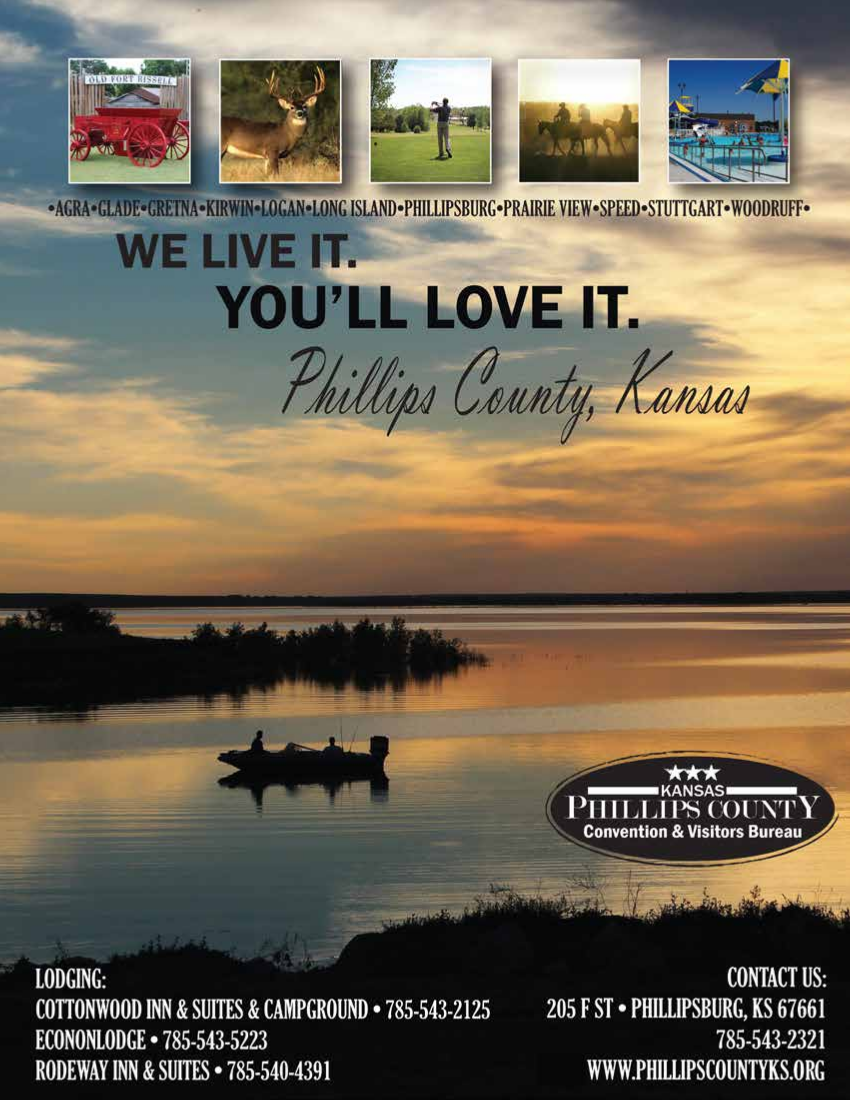 OLD FORT BISSELL
•AGRA•GLADE•GRETNA•KIRWIN•LOGAN•LONG ISLAND•PHILLIPSBURG•PRAIRIE VIEW•SPEED•STUTTGART•WOODRUFF•
WE LIVE IT.
YOU'LL LOVE IT.
Phillips County, Kansas
KANSAS
PHILLIPS COUNTY
Convention & Visitors Bureau
LODGING:
COTTONWOOD INN & SUITES & CAMPGROUND • 785-543-2125
ECONONLODGE • 785-543-5223
RODEWAY INN & SUITES • 785-540-4391
CONTACT US:
205 F ST • PHILLIPSBURG, KS 67661
785-543-2321
WWW.PHILLIPSCOUNTYKS.ORG